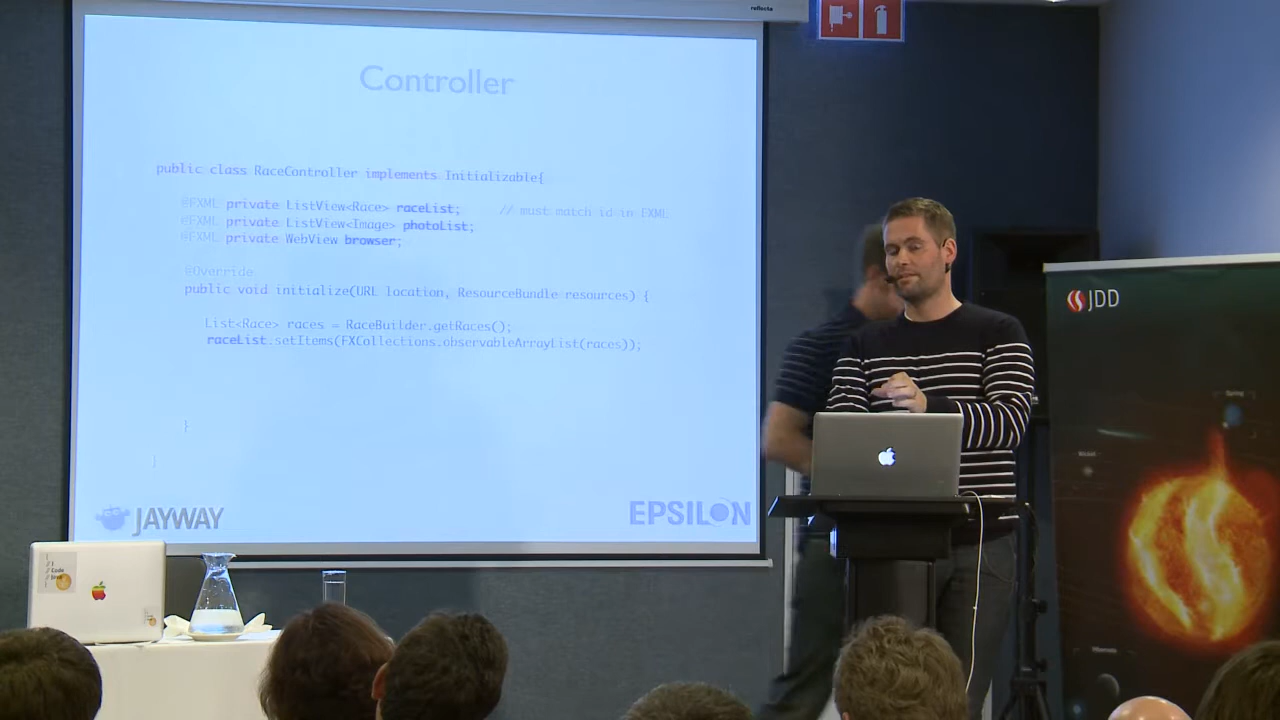 reflecta
Controller
public class RaceController implements Initializable{
@FXML private ListView<Race> raceList; // must match id in FXML
@FXML private ListView<Image> photoList;
@FXML private WebView browser;
@Override
public void initialize(URL location, ResourceBundle resources) {
List<Race> races = RaceBuilder.getRaces();
raceList.setItems(FXCollections.observableArrayList(races));
}
JAYWAY
EPSILON
JDD
I
Code